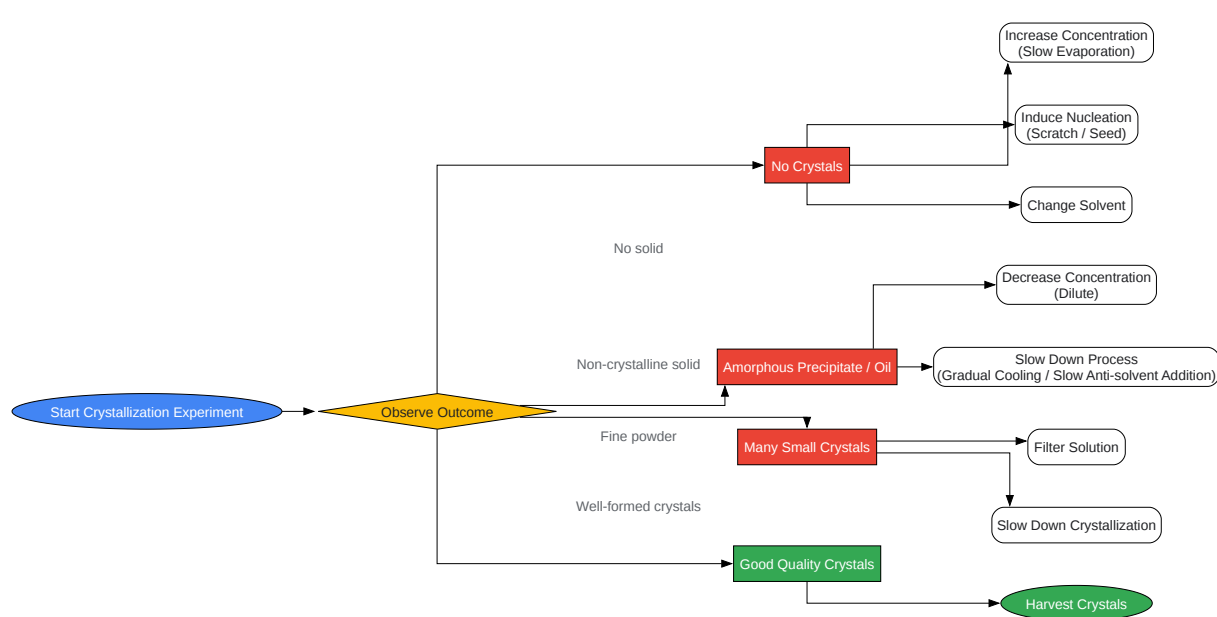 Increase Concentration
(Slow Evaporation)
Induce Nucleation
(Scratch / Seed)
No Crystals
Change Solvent
No solid
Decrease Concentration
(Dilute)
Non-crystalline solid
Amorphous Precipitate / Oil
Slow Down Process
(Gradual Cooling / Slow Anti-solvent Addition)
Start Crystallization Experiment
Observe Outcome
Fine powder
Many Small Crystals
Filter Solution
Well-formed crystals
Slow Down Crystallization
Good Quality Crystals
Harvest Crystals